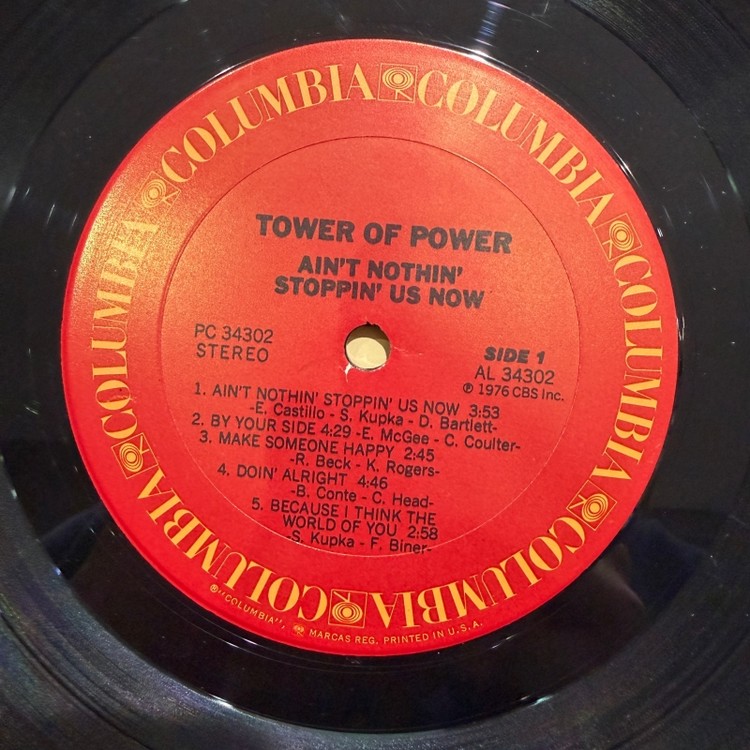 COLUMBIA COLUMBIA COLUMBIA COLUMBIA COLUMBIA COLUMBIA
TOWER OF POWER
AIN'T NOTHIN'
STOPPIN' US NOW
PC 34302
STEREO
SIDE 1
AL 34302
℗ 1976 CBS Inc.
1. AIN'T NOTHIN' STOPPIN' US NOW 3:53
-E. Castillo - S. Kupka - D. Bartlett-
2. BY YOUR SIDE 4:29 -E. McGee - C. Coulter-
3. MAKE SOMEONE HAPPY 2:45
-R. Beck - K. Rogers-
4. DOIN' ALRIGHT 4:46
-B. Conte - C. Head-
5. BECAUSE I THINK THE
WORLD OF YOU 2:58
-S. Kupka - F. Biner-
®"COLUMBIA", MARCAS REG. PRINTED IN U.S.A.